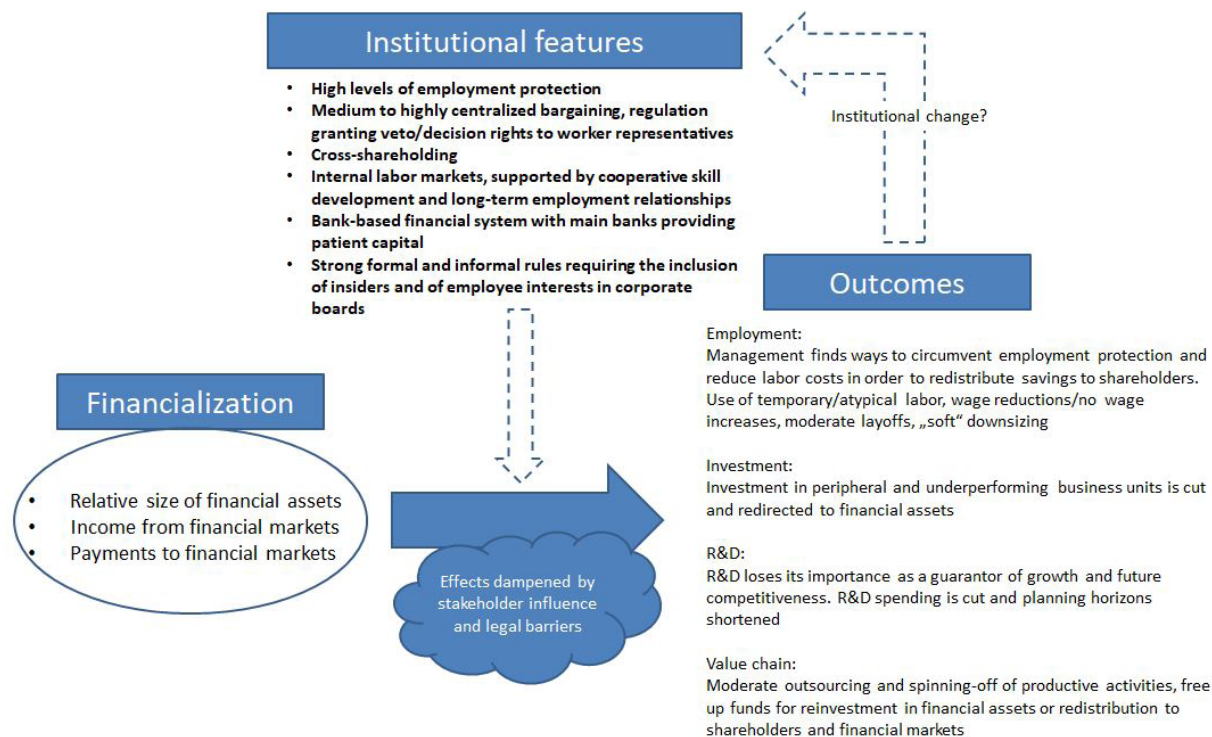 Institutional features
• High levels of employment protection
• Medium to highly centralized bargaining, regulation
granting veto/decision rights to worker representatives
• Cross-shareholding
• Internal labor markets, supported by cooperative skill
development and long-term employment relationships
• Bank-based financial system with main banks providing
patient capital
• Strong formal and informal rules requiring the inclusion
of insiders and of employee interests in corporate
boards
Institutional change?
Financialization
• Relative size of financial assets
• Income from financial markets
• Payments to financial markets
Effects dampened by
stakeholder influence
and legal barriers
Outcomes
Employment:
Management finds ways to circumvent employment protection and
reduce labor costs in order to redistribute savings to shareholders.
Use of temporary/atypical labor, wage reductions/no wage
increases, moderate layoffs, „soft“ downsizing
Investment:
Investment in peripheral and underperforming business units is cut
and redirected to financial assets
R&D:
R&D loses its importance as a guarantor of growth and future
competitiveness. R&D spending is cut and planning horizons
shortened
Value chain:
Moderate outsourcing and spinning-off of productive activities, free
up funds for reinvestment in financial assets or redistribution to
shareholders and financial markets